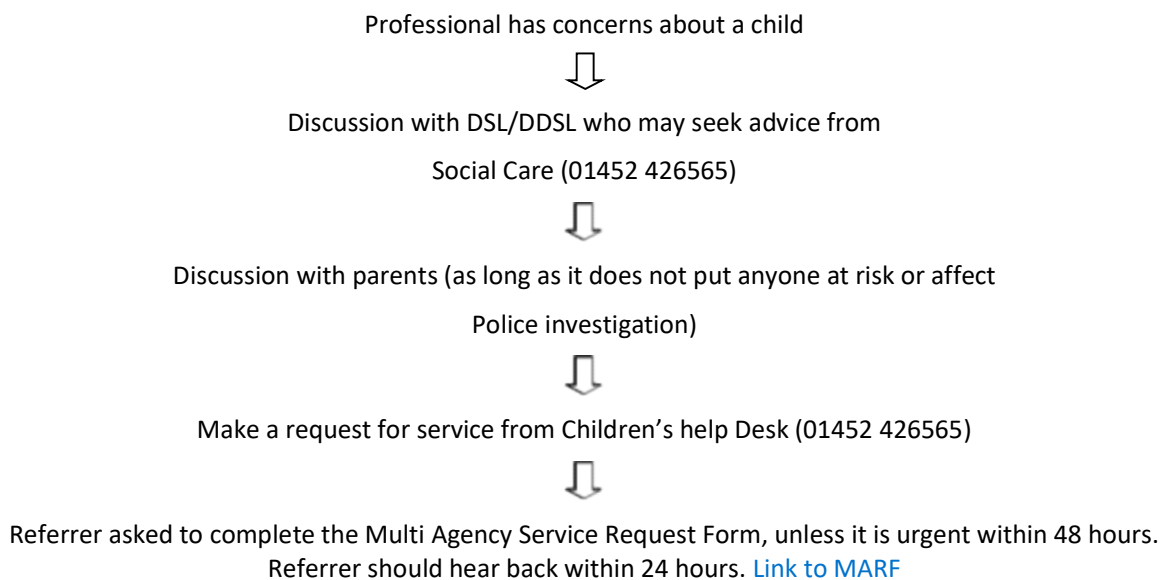 Professional has concerns about a child
Discussion with DSL/DDSL who may seek advice from
Social Care (01452 426565)
Discussion with parents (as long as it does not put anyone at risk or affect
Police investigation)
Make a request for service from Children’s help Desk (01452 426565)
Referrer asked to complete the Multi Agency Service Request Form, unless it is urgent within 48 hours.
Referrer should hear back within 24 hours. Link to MARF